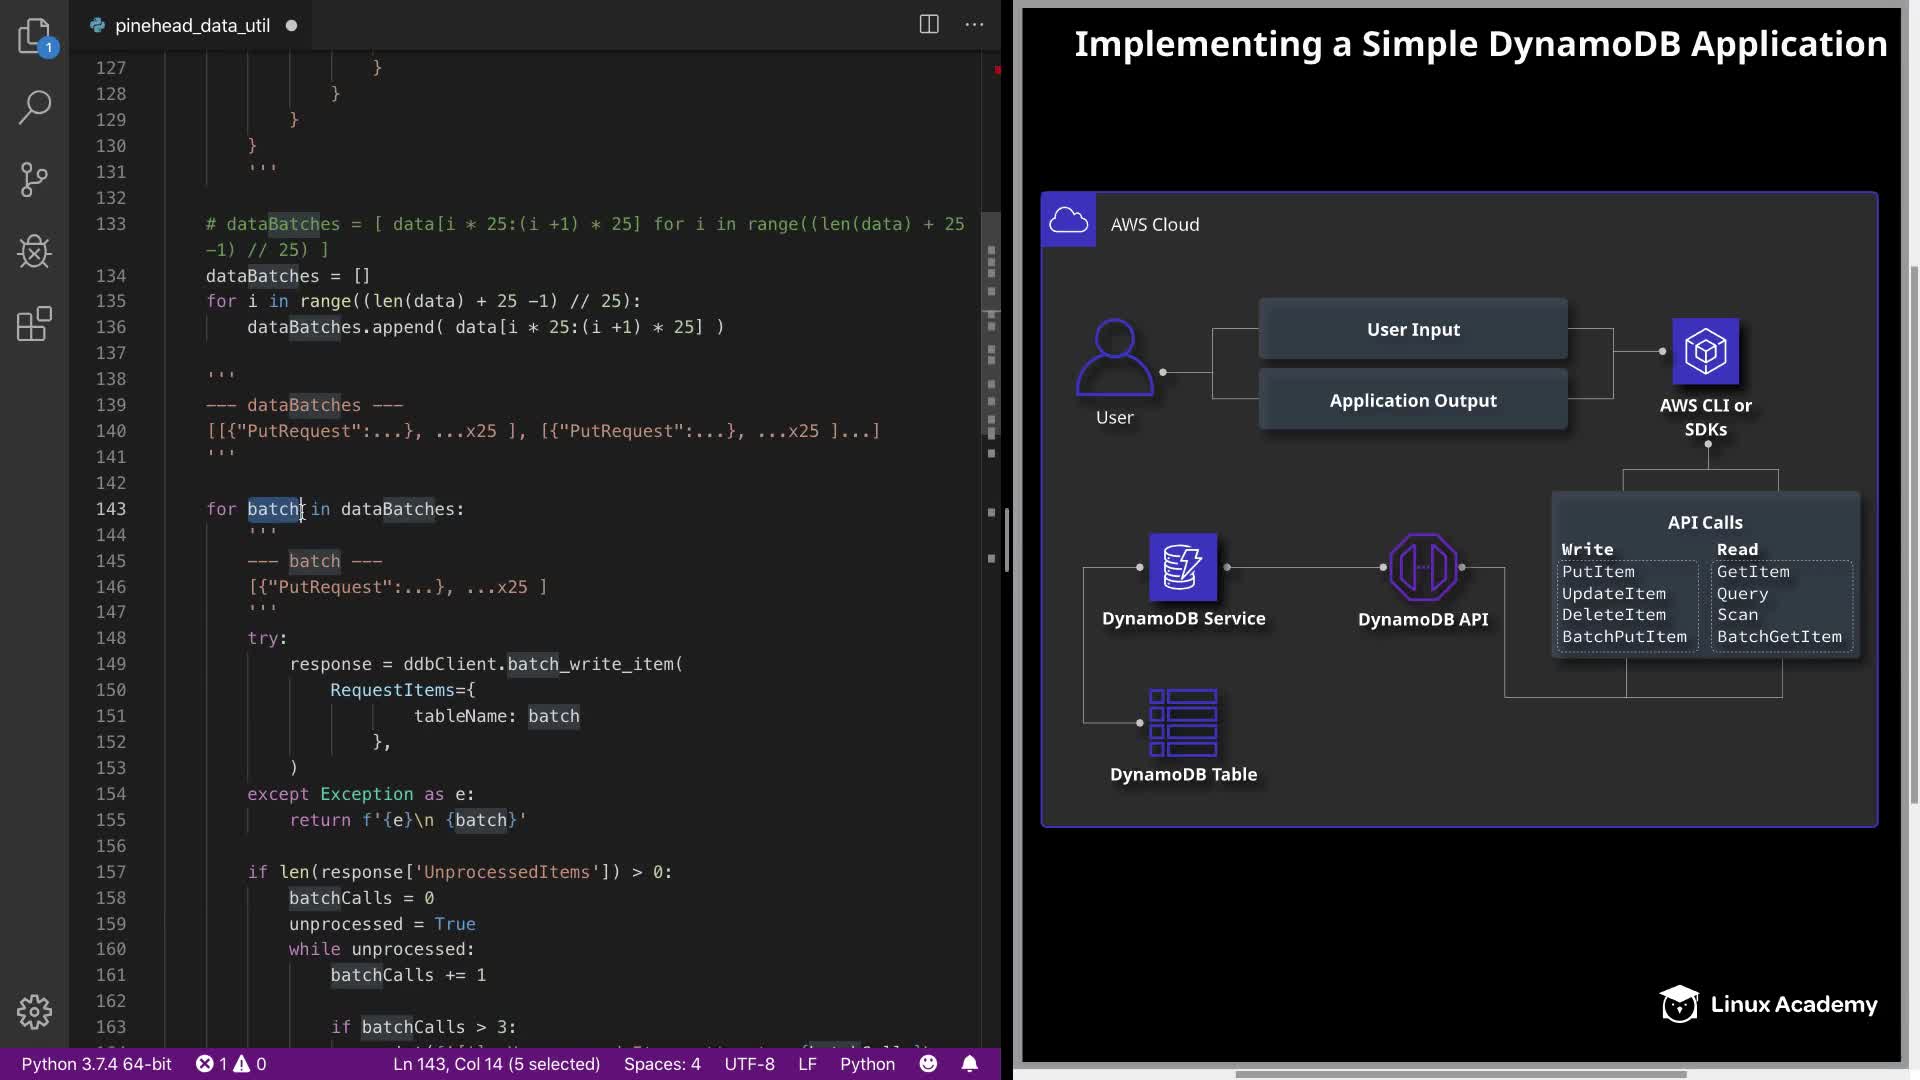 pinehead_data_util
1
127 }
128 }
129 }
130 }
131 '''
132
133 # dataBatches = [ data[i * 25:(i +1) * 25] for i in range((len(data) + 25
−1) // 25) ]
134 dataBatches = []
135 for i in range((len(data) + 25 -1) // 25):
136 dataBatches.append( data[i * 25:(i +1) * 25] )
137
138 '''
139 --- dataBatches ---
140 [[{"PutRequest":...}, ...x25 ], [{"PutRequest":...}, ...x25 ]...]
141 '''
142
143 for batch in dataBatches:
144 '''
145 --- batch ---
146 [{"PutRequest":...}, ...x25 ]
147 '''
148 try:
149 response = ddbClient.batch_write_item(
150 RequestItems={
151 tableName: batch
152 },
153 )
154 except Exception as e:
155 return f'{e}\n {batch}'
156
157 if len(response['UnprocessedItems']) > 0:
158 batchCalls = 0
159 unprocessed = True
160 while unprocessed:
161 batchCalls += 1
162
163 if batchCalls > 3:
Python 3.7.4 64-bit 1 0 Ln 143, Col 14 (5 selected) Spaces: 4 UTF-8 LF Python
Implementing a Simple DynamoDB Application
AWS Cloud
User Input
Application Output
User
AWS CLI or
SDKs
API Calls
Write Read
PutItem GetItem
UpdateItem Query
DeleteItem Scan
BatchPutItem BatchGetItem
DynamoDB Service
DynamoDB API
DynamoDB Table
Linux Academy